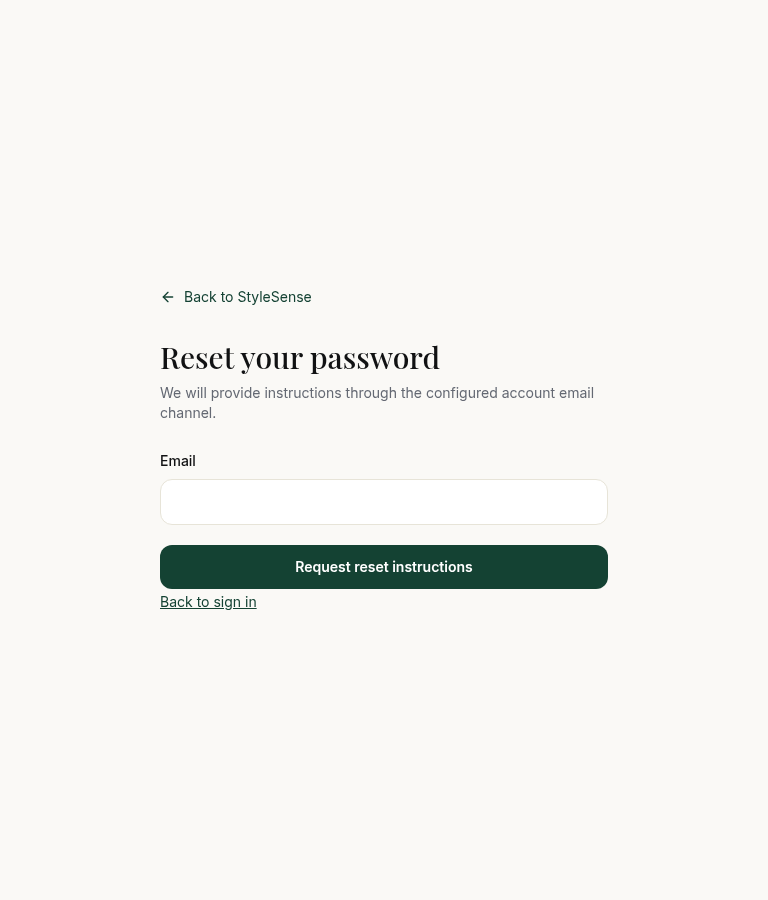 Back to StyleSense
Reset your password
We will provide instructions through the configured account email
channel.
Email
Request reset instructions
Back to sign in